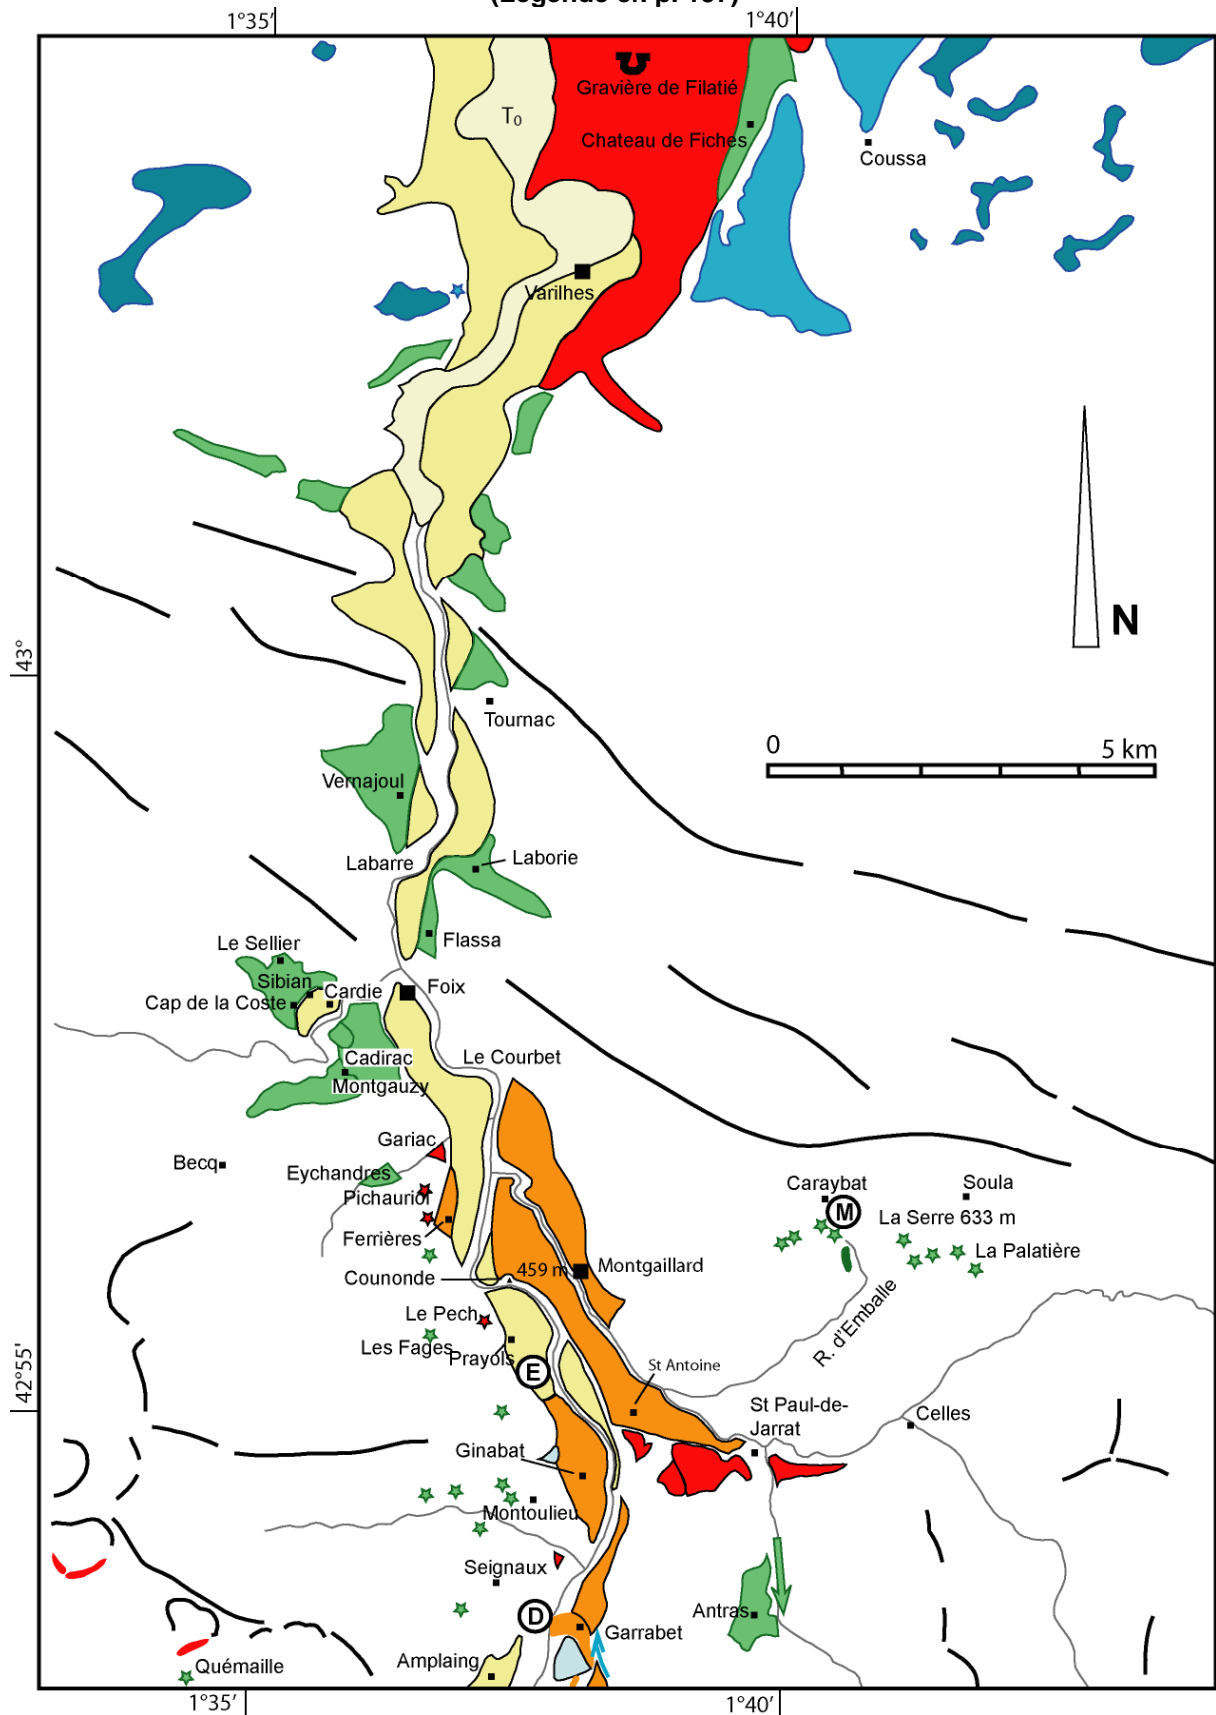 (Légende en p. 137)
1°35'
1°40'
Gravière de Filatié
T₀
Chateau de Fiches
Coussa
Varilhes
N
43°
Tournac
0
5 km
Vernajoul
Labarre
Laborie
Flassa
Le Sellier
Sibian
Cardie
Foix
Cap de la Coste
Le Courbet
Cadirac
Montgauzy
Gariac
Becq
Eychandres
Pichauriol
Caraybat
Soula
M
La Serre 633 m
Ferrières
La Palatière
Counonde
459 m
Montgaillard
Le Pech
R. d'Emballe
Les Fages
Prayols
St Antoine
E
42°55'
St Paul-de-
Jarrat
Celles
Ginabat
Montoulieu
Seignaux
D
Antras
Garrabet
Amplaing
Quémaille
1°35'
1°40'